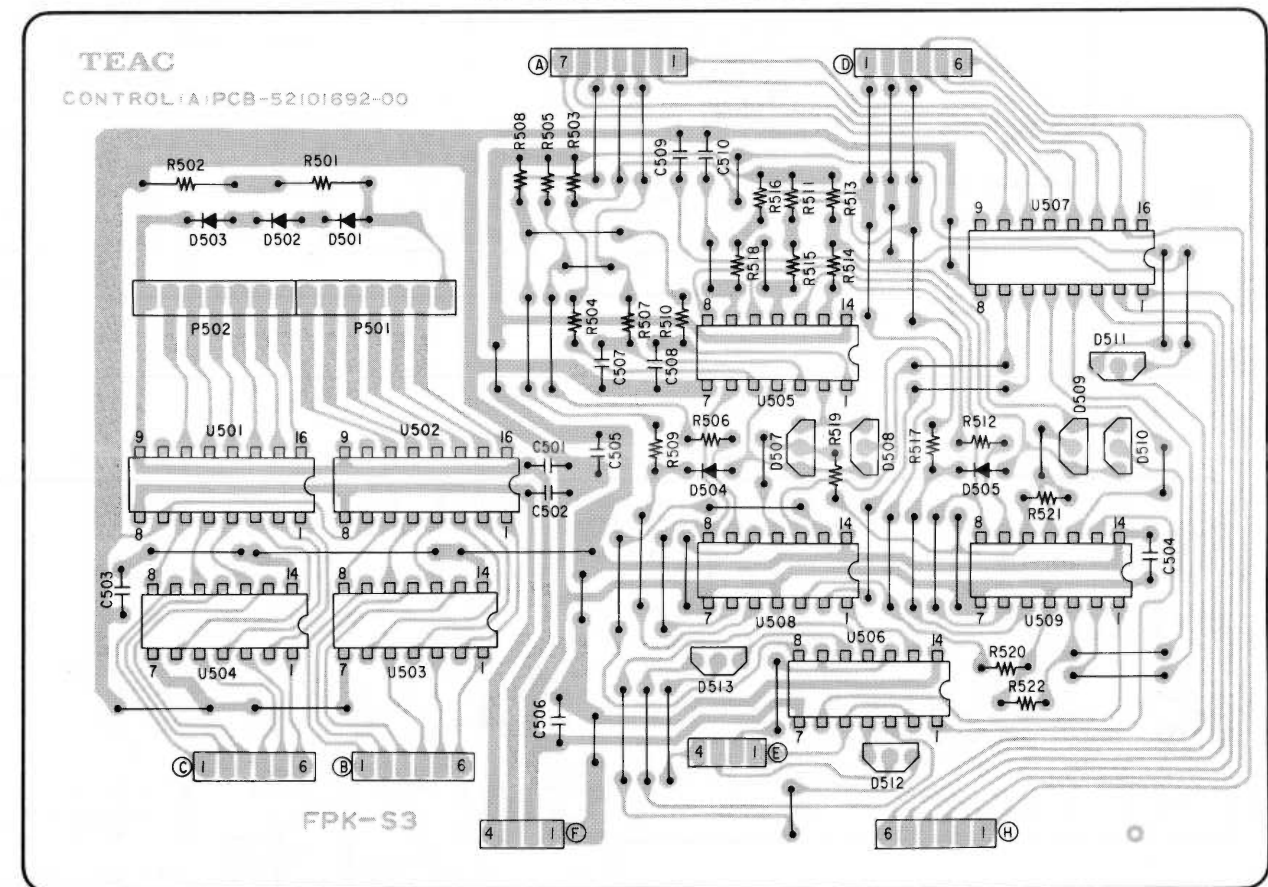 TEAC
CONTROL(A)PCB-52101692-00
A 7 1
D 1 6
R508 R505 R503
C509 C510
R502 R501
R516 R511 R513
D503 D502 D501
9 U507 16
R518 R515 R514
8 1
P502 P501
R504 R507 R510
8 14
D511
C507 C508
7 U505 1
D509
9 U501 16
9 U502 16
C501
C505
R509
R506
D507
R519
D508
R517
R512
D510
D504
D505
C502
R521
8 1
8 1
8 14
8 14
C504
C503
8 14
8 14
7 U508 1
7 U509 1
U506
7 U504 1
7 U503 1
8 14
R520
D513
R522
C506
7 1
C 1 6
B 1 6
4 1 E
D512
FPK-S3
4 1 F
6 1 H